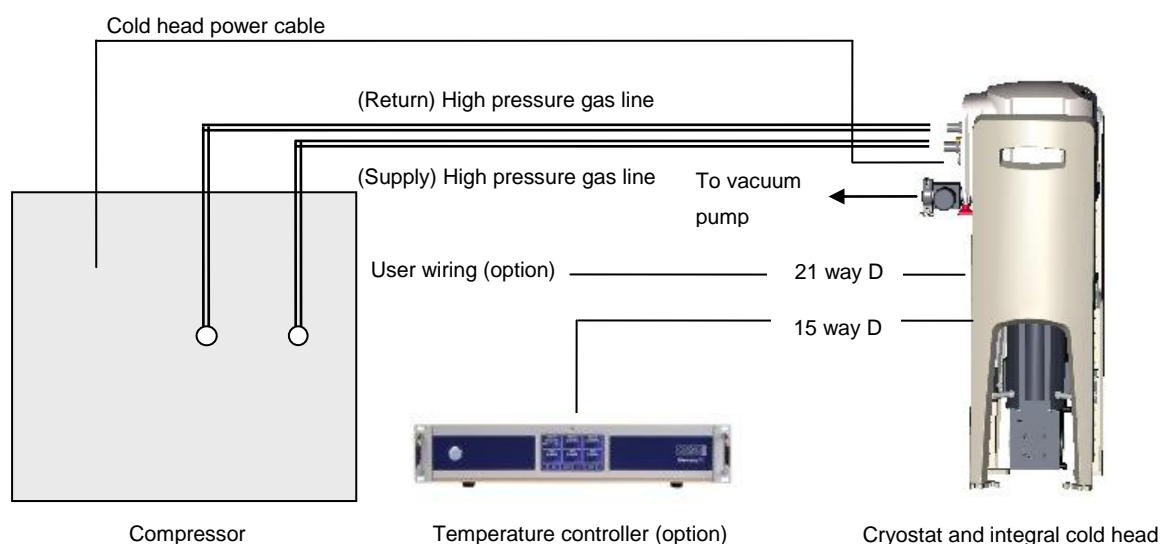 Cold head power cable
(Return) High pressure gas line
(Supply) High pressure gas line
To vacuum
pump
User wiring (option)
21 way D
15 way D
Compressor
Temperature controller (option)
Cryostat and integral cold head